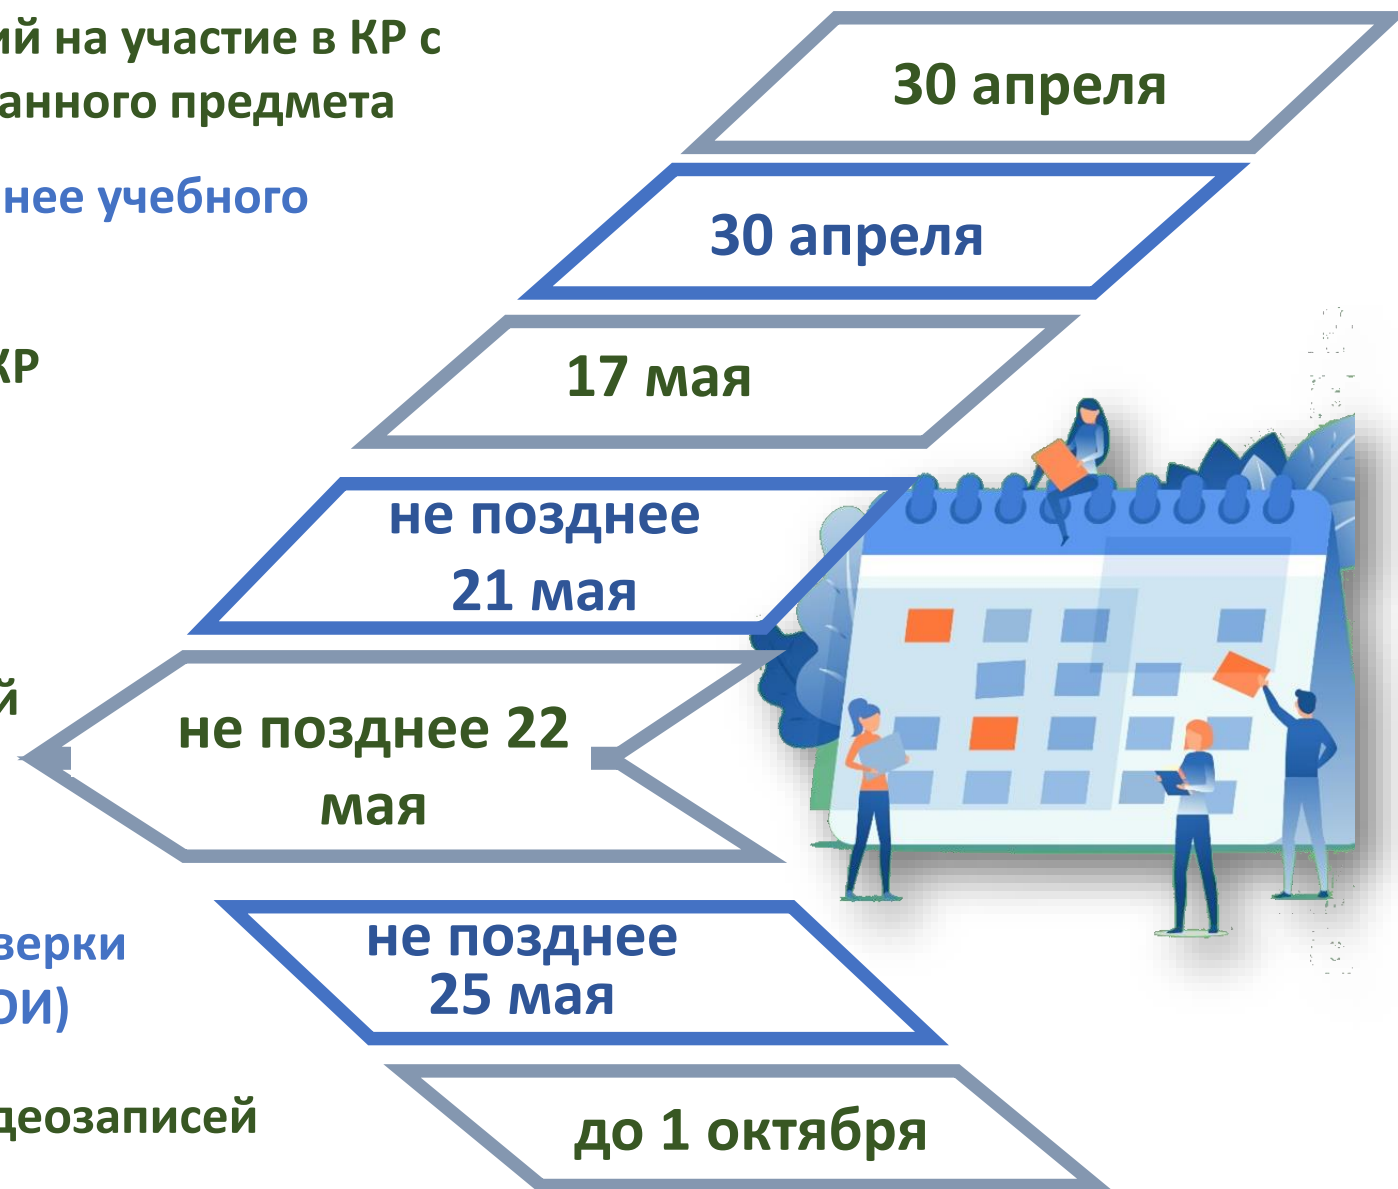 ий на участие в КР с
анного предмета
30 апреля
нее учебного
30 апреля
КР
17 мая
не позднее
21 мая
й
не позднее 22
мая
верки
ОИ)
не позднее
25 мая
деозаписей
до 1 октября